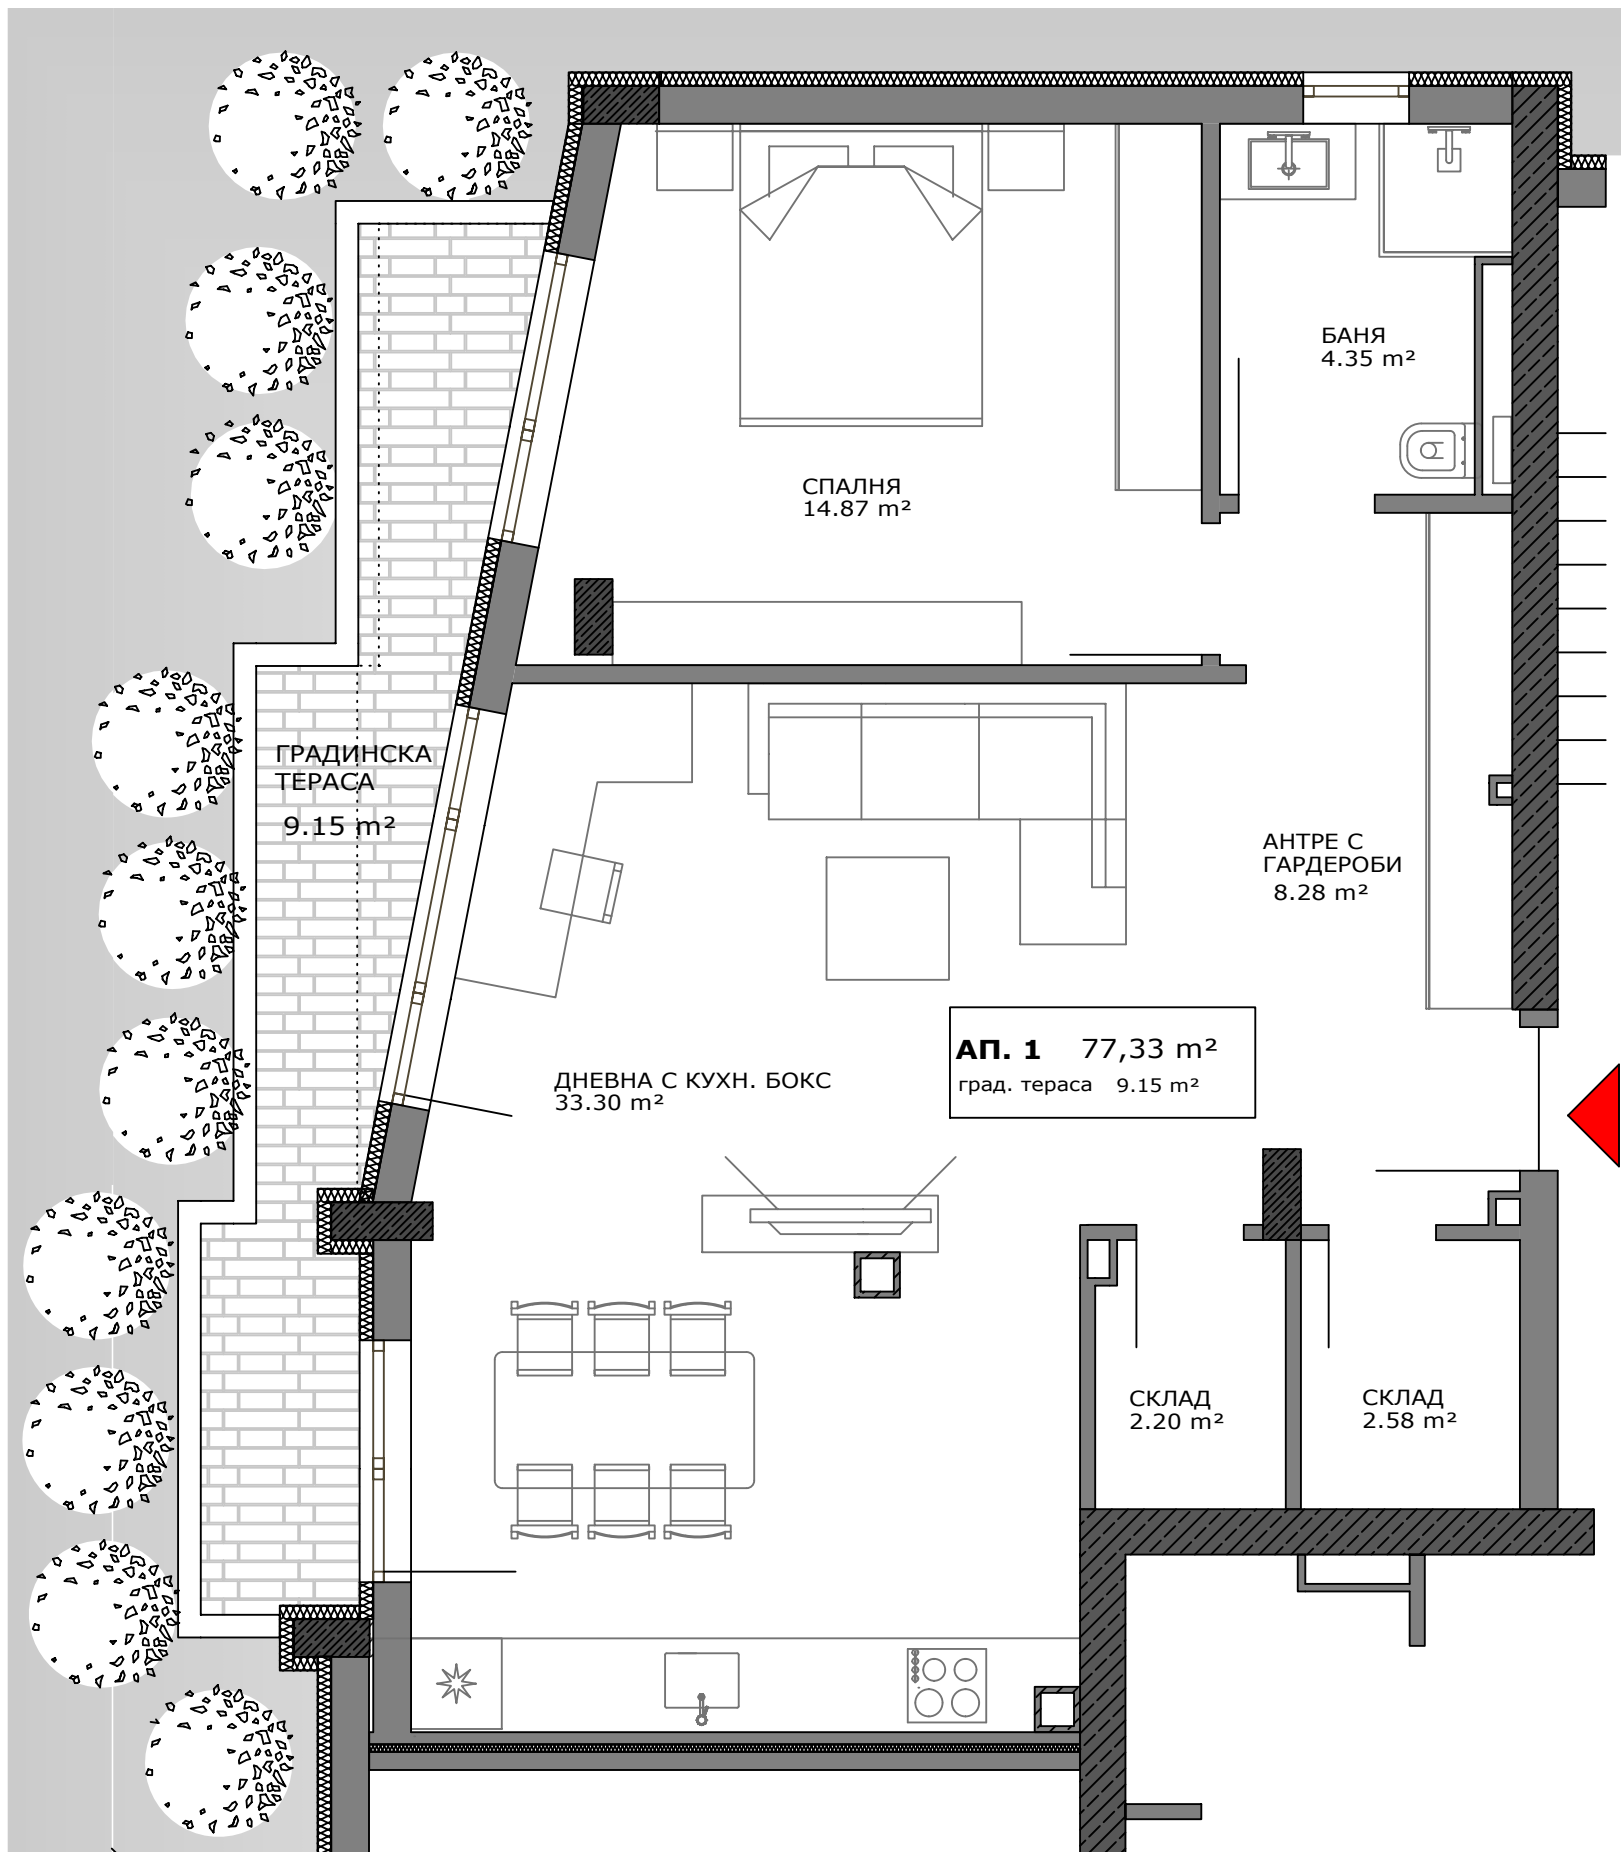 БАНЯ
4.35 m²
СПАЛНЯ
14.87 m²
ГРАДИНСКА
ТЕРАСА
9.15 m²
АНТРЕ С
ГАРДЕРОБИ
8.28 m²
АП. 1 77,33 m²
град. тераса 9.15 m²
ДНЕВНА С КУХН. БОКС
33.30 m²
СКЛАД
2.20 m²
СКЛАД
2.58 m²